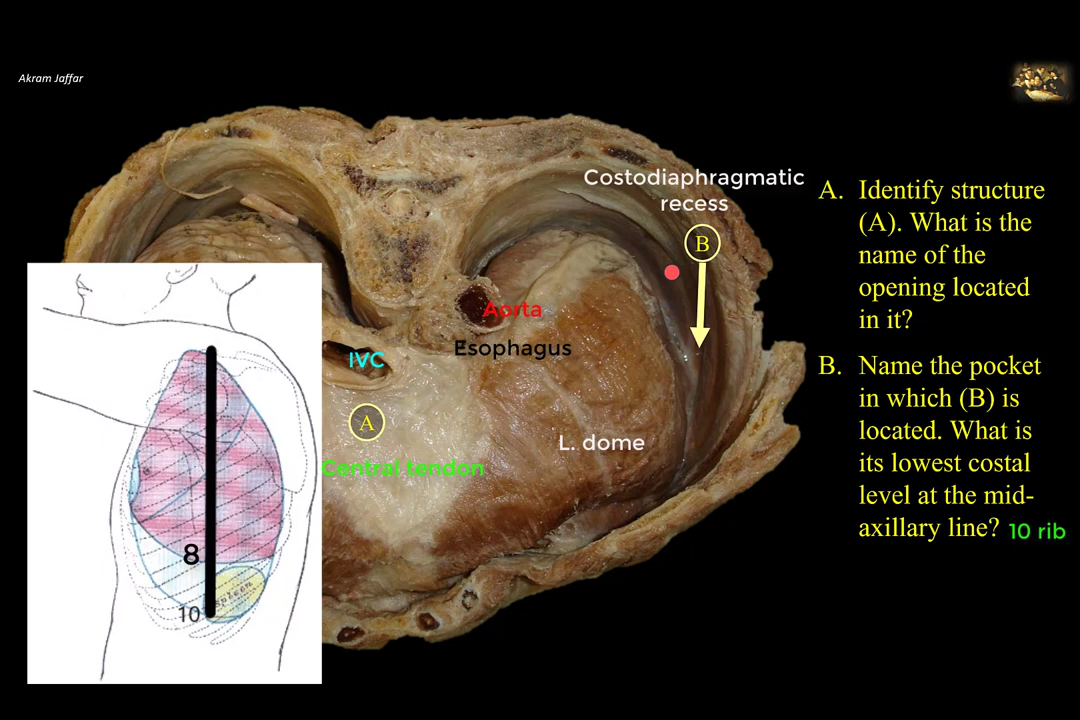 Akram Jaffar
Costodiaphragmatic
recess
B
Aorta
Esophagus
IVC
A
L. dome
Central tendon
8
10
spleen
A. Identify structure
(A). What is the
name of the
opening located
in it?
B. Name the pocket
in which (B) is
located. What is
its lowest costal
level at the mid-
axillary line? 10 rib